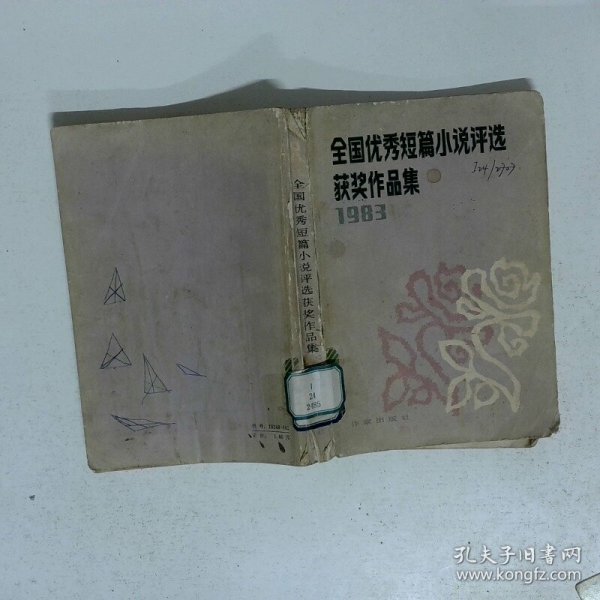 全国优秀短篇小说评选
获奖作品集
1983
作家出版社
全国优秀短篇小说评选获奖作品集
I
24
2485
孔夫子旧书网
www.kongfz.com